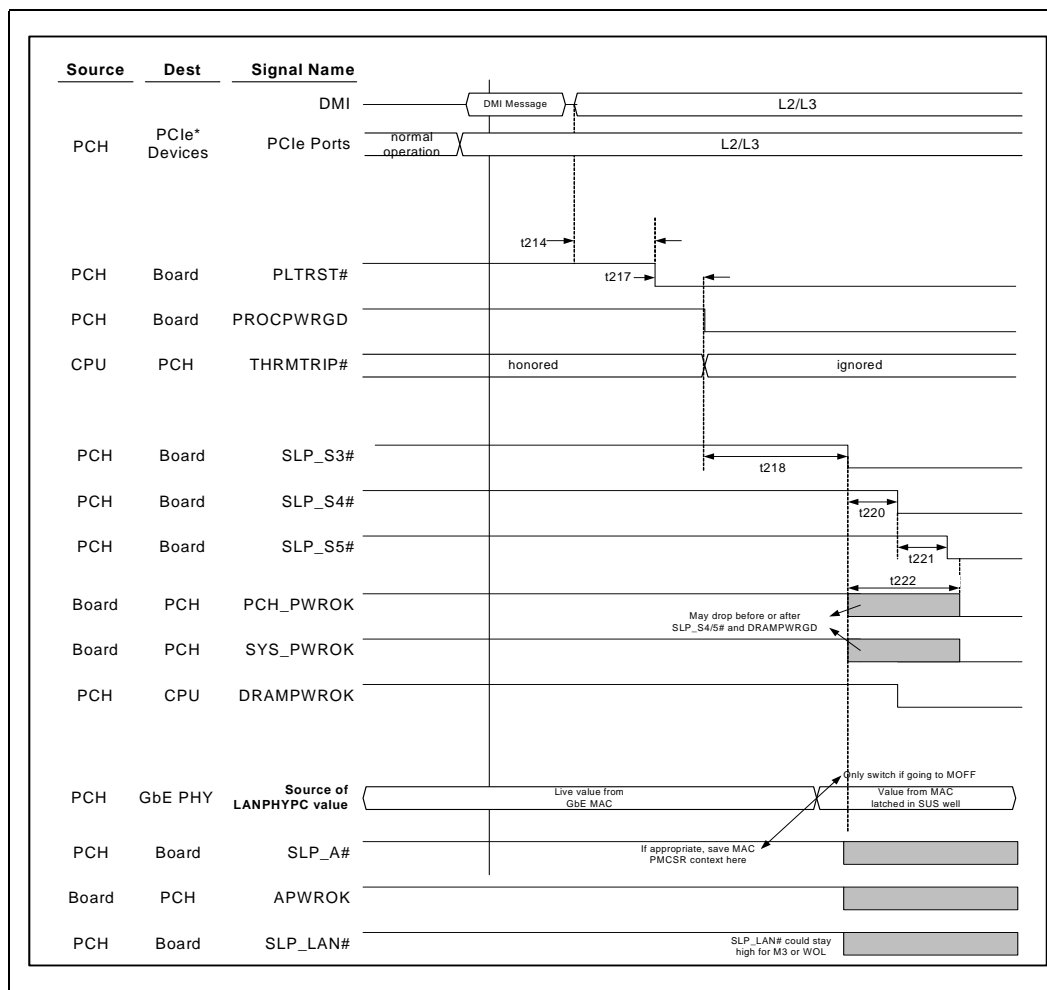 Source Dest Signal Name
DMI DMI Message L2/L3
PCH PCIe* Devices PCIe Ports normal operation L2/L3
t214
PCH Board PLTRST# t217
PCH Board PROCPWRGD
CPU PCH THRMTRIP# honored ignored
PCH Board SLP_S3# t218
PCH Board SLP_S4# t220
PCH Board SLP_S5# t221
t222
Board PCH PCH_PWROK
May drop before or after
SLP_S4/5# and DRAMPWRGD
Board PCH SYS_PWROK
PCH CPU DRAMPWROK
Only switch if going to MOFF
PCH GbE PHY Source of LANPHYPC value Live value from GbE MAC Value from MAC latched in SUS well
PCH Board SLP_A# If appropriate, save MAC PMCSR context here
Board PCH APWROK
PCH Board SLP_LAN# SLP_LAN# could stay high for M3 or WOL